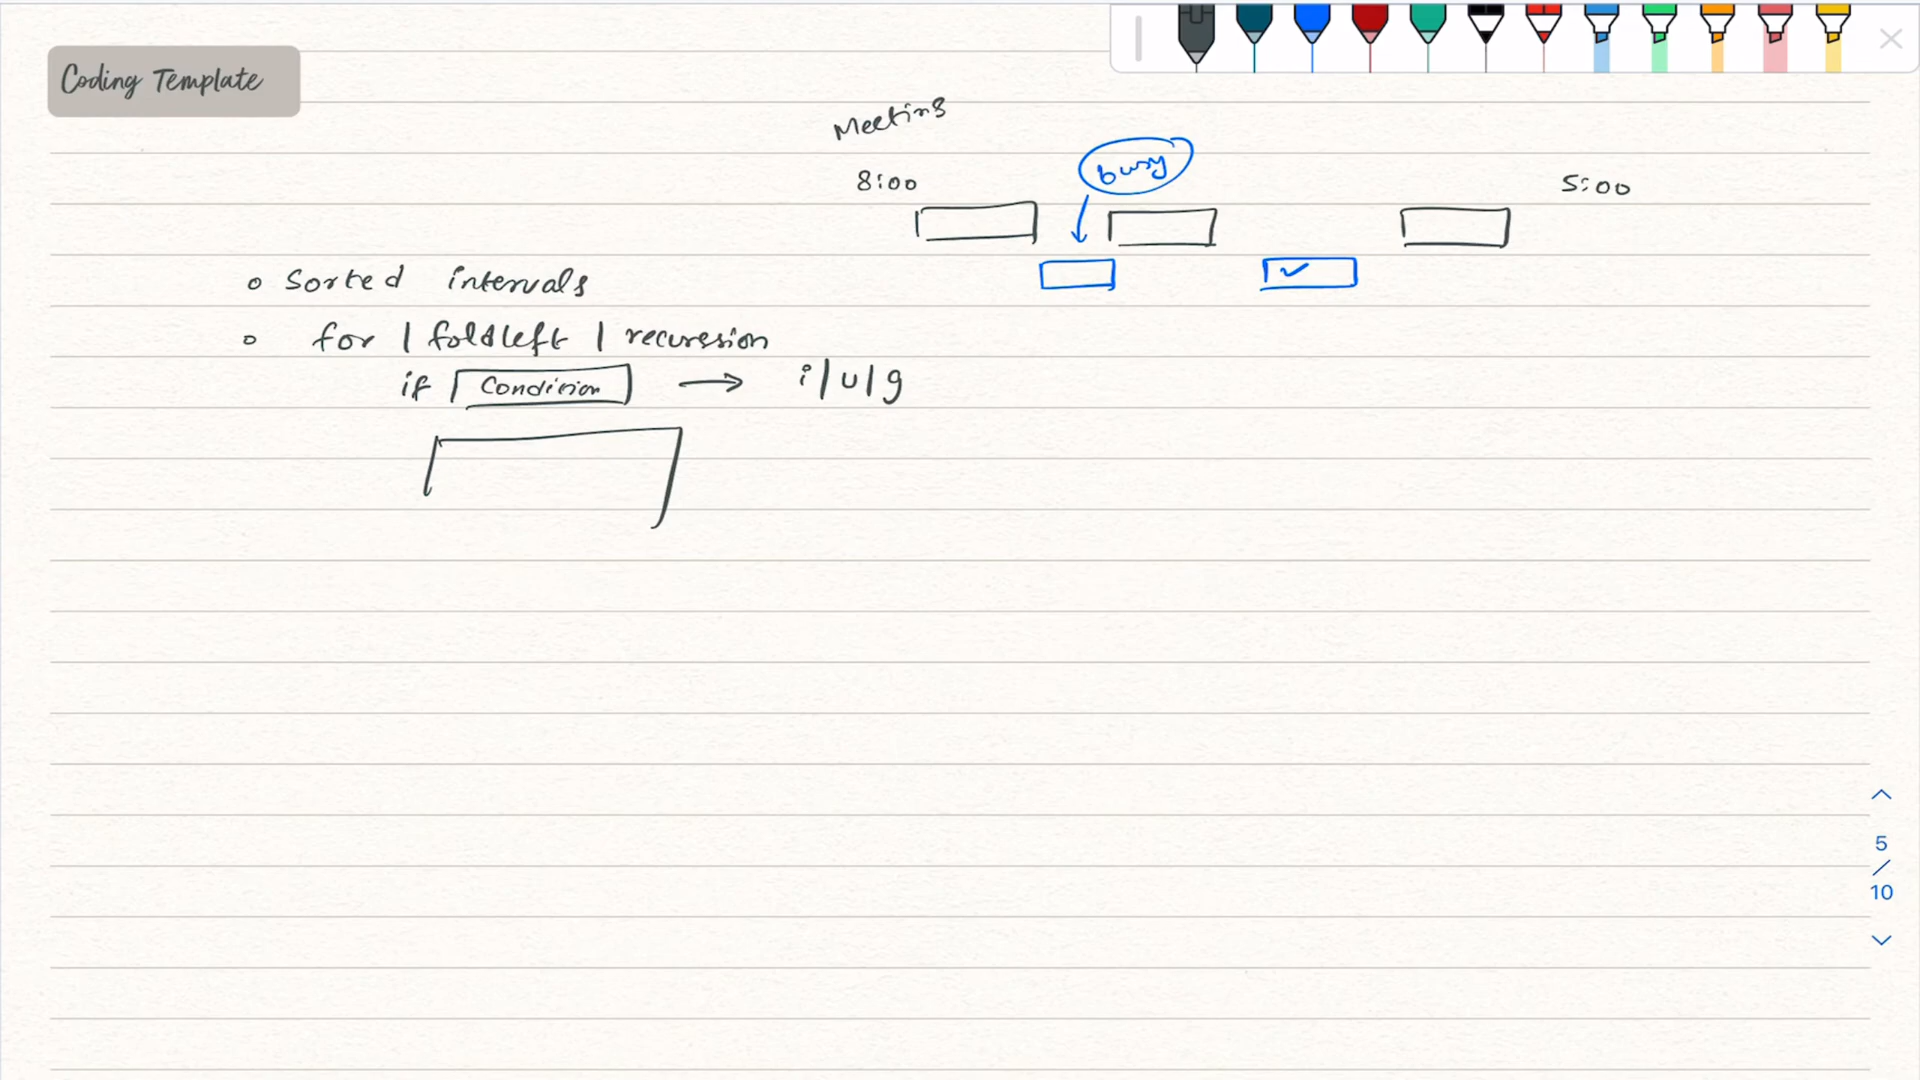 Coding Template
Meeting
busy
8:00
5:00
sorted intervals
for | foldleft | recursion
if Condition → i/u/g
5
/
10